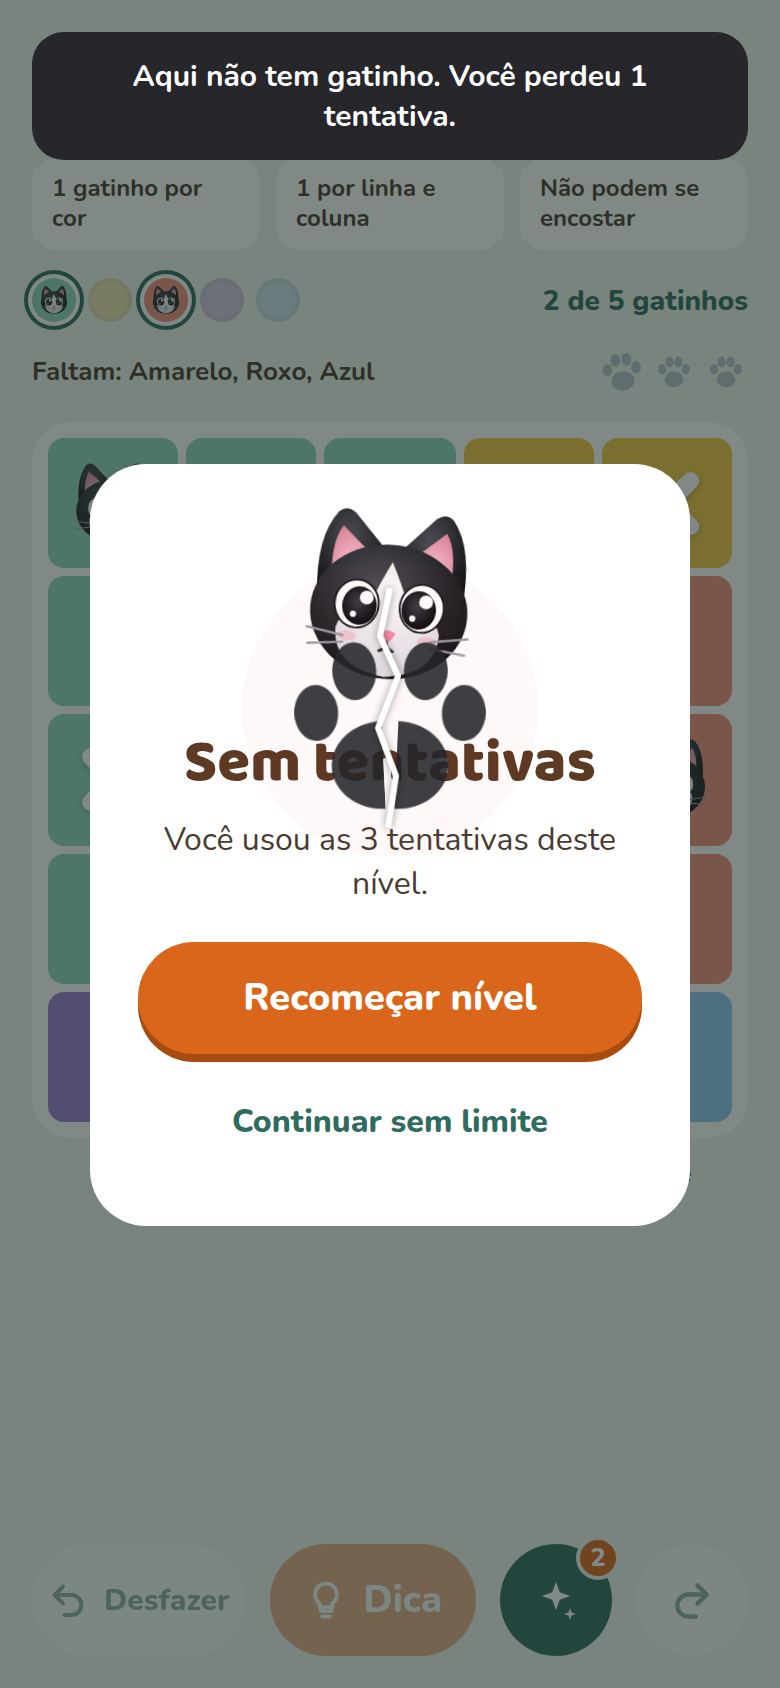 Aqui não tem gatinho. Você perdeu 1
tentativa.
1 gatinho por
cor
1 por linha e
coluna
Não podem se
encostar
2 de 5 gatinhos
Faltam: Amarelo, Roxo, Azul
Sem tentativas
Você usou as 3 tentativas deste
nível.
Recomeçar nível
Continuar sem limite
Desfazer
Dica
2